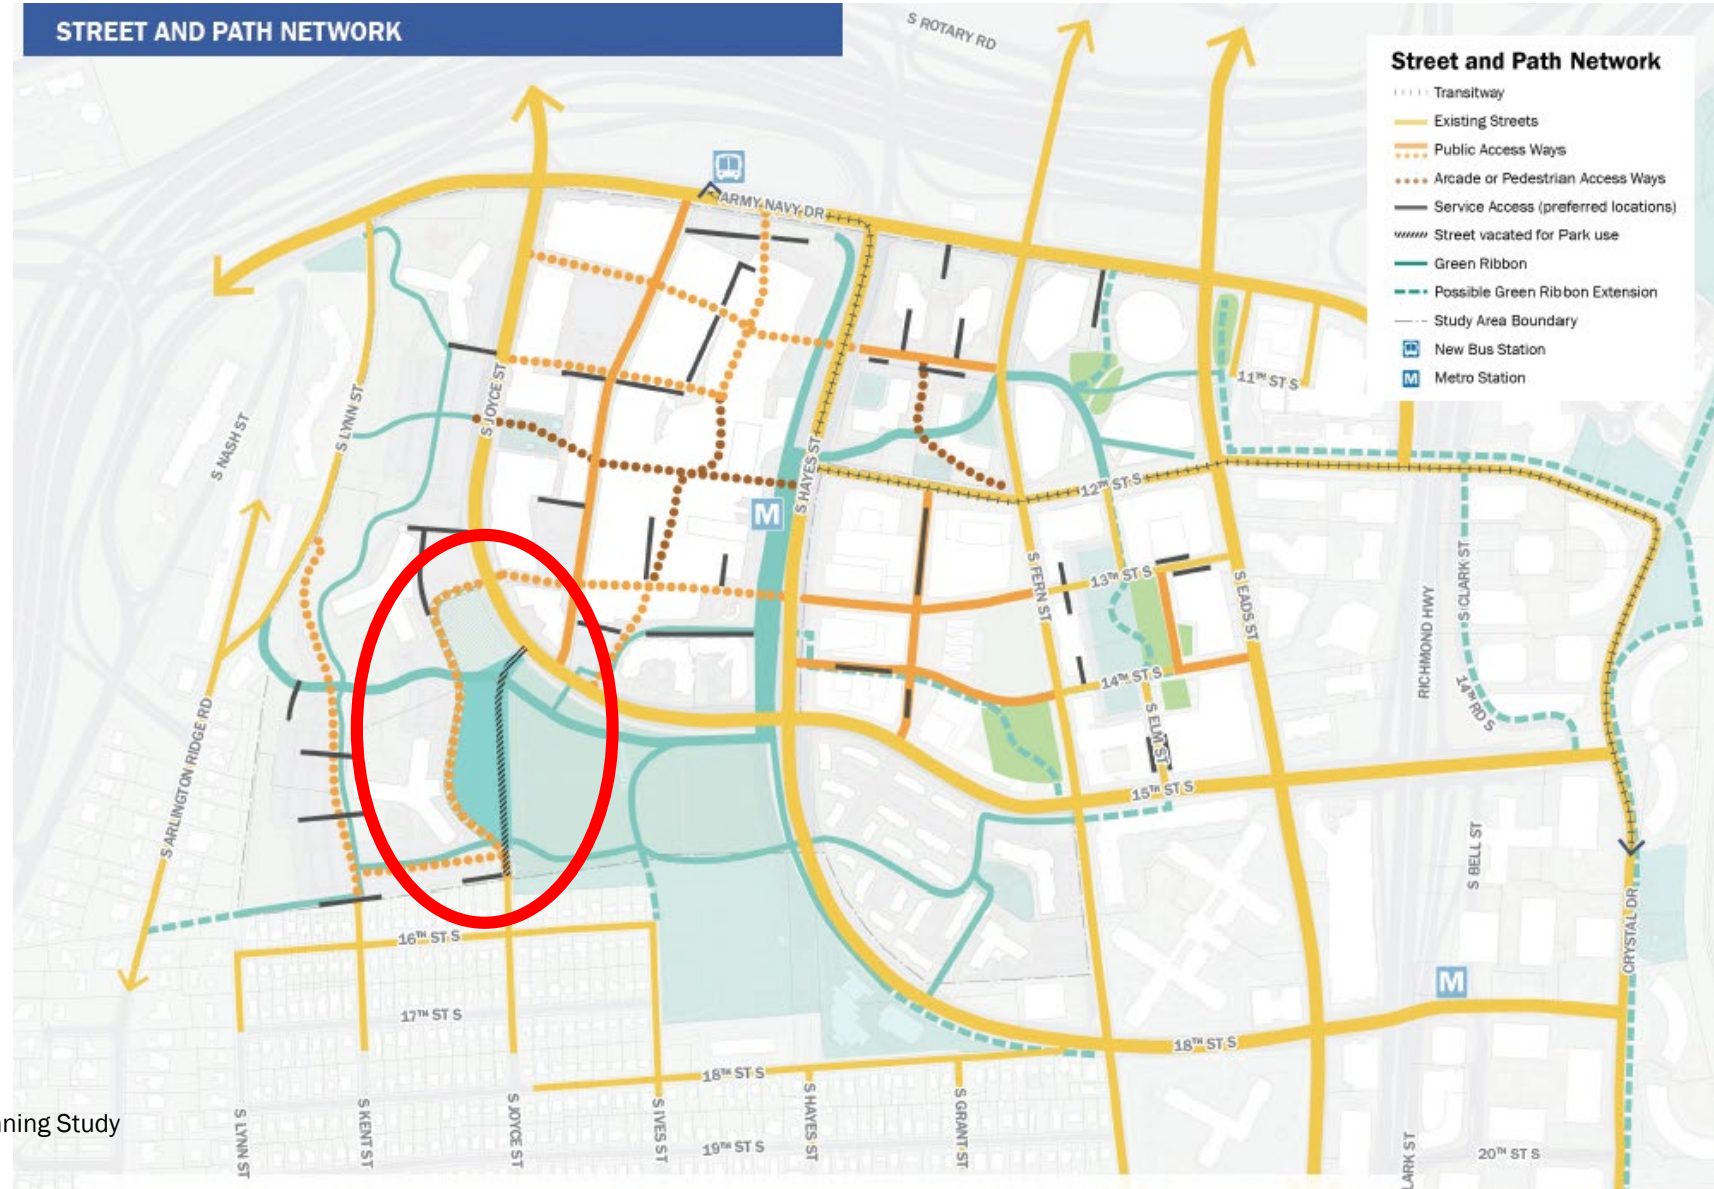 STREET AND PATH NETWORK
S ROTARY RD
Street and Path Network
Transitway
Existing Streets
Public Access Ways
Arcade or Pedestrian Access Ways
Service Access (preferred locations)
Street vacated for Park use
Green Ribbon
Possible Green Ribbon Extension
Study Area Boundary
New Bus Station
M Metro Station
ARMY NAVY DR
11TH ST S
S JOYCE ST
S LYNN ST
S NASH ST
S HAYES ST
M
12TH ST S
S FERN ST
13TH ST S
S EADS ST
S CLARK ST
RICHMOND HWY
14TH ST S
14TH RD S
S ELM ST
S ARLINGTON RIDGE RD
15TH ST S
S BELL ST
CRYSTAL DR
16TH ST S
M
17TH ST S
18TH ST S
18TH ST S
S LYNN ST
S KENT ST
S JOYCE ST
S IVES ST
S HAYES ST
S GRANT ST
19TH ST S
20TH ST S
LARK ST
ning Study